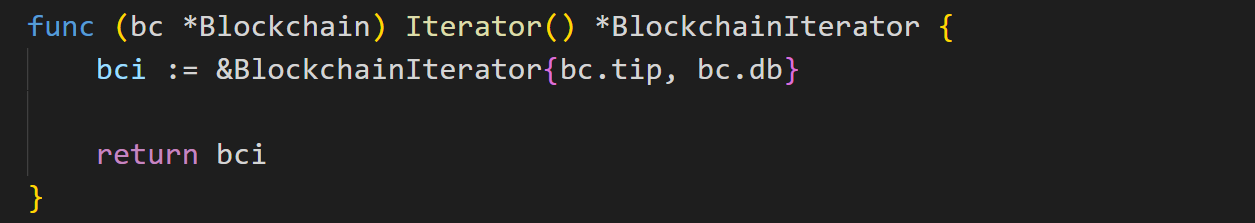 func (bc *Blockchain) Iterator() *BlockchainIterator {
    bci := &BlockchainIterator{bc.tip, bc.db}

    return bci
}